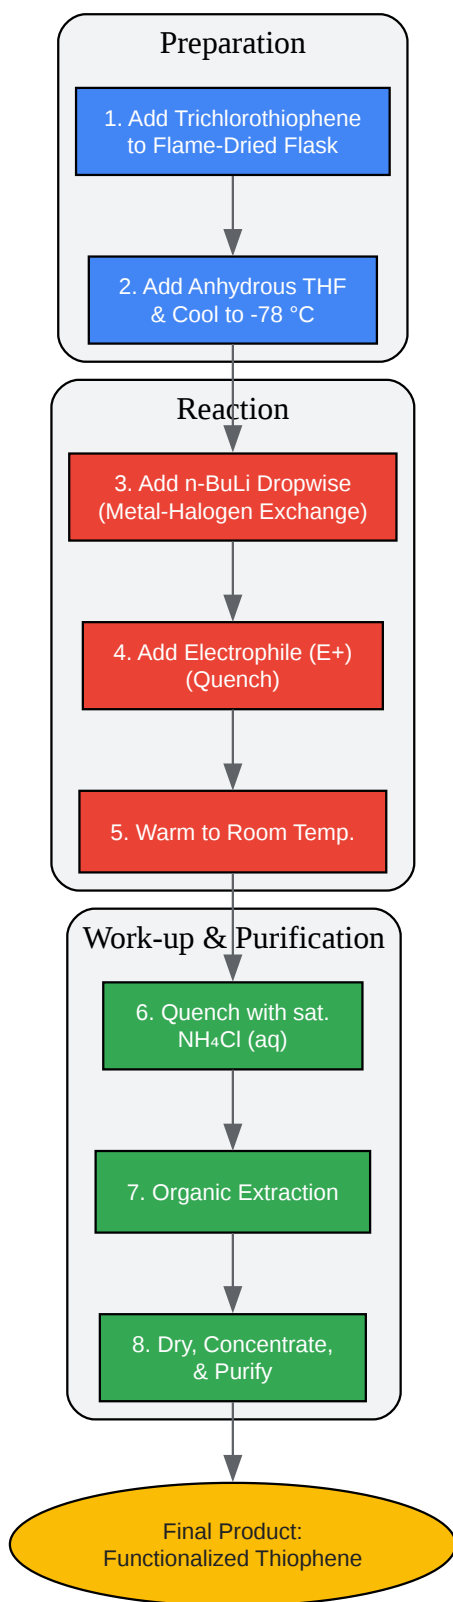 Preparation
1. Add Trichlorothiophene
to Flame-Dried Flask
2. Add Anhydrous THF
& Cool to -78 °C
Reaction
3. Add n-BuLi Dropwise
(Metal-Halogen Exchange)
4. Add Electrophile (E+)
(Quench)
5. Warm to Room Temp.
Work-up & Purification
6. Quench with sat.
NH₄Cl (aq)
7. Organic Extraction
8. Dry, Concentrate,
& Purify
Final Product:
Functionalized Thiophene